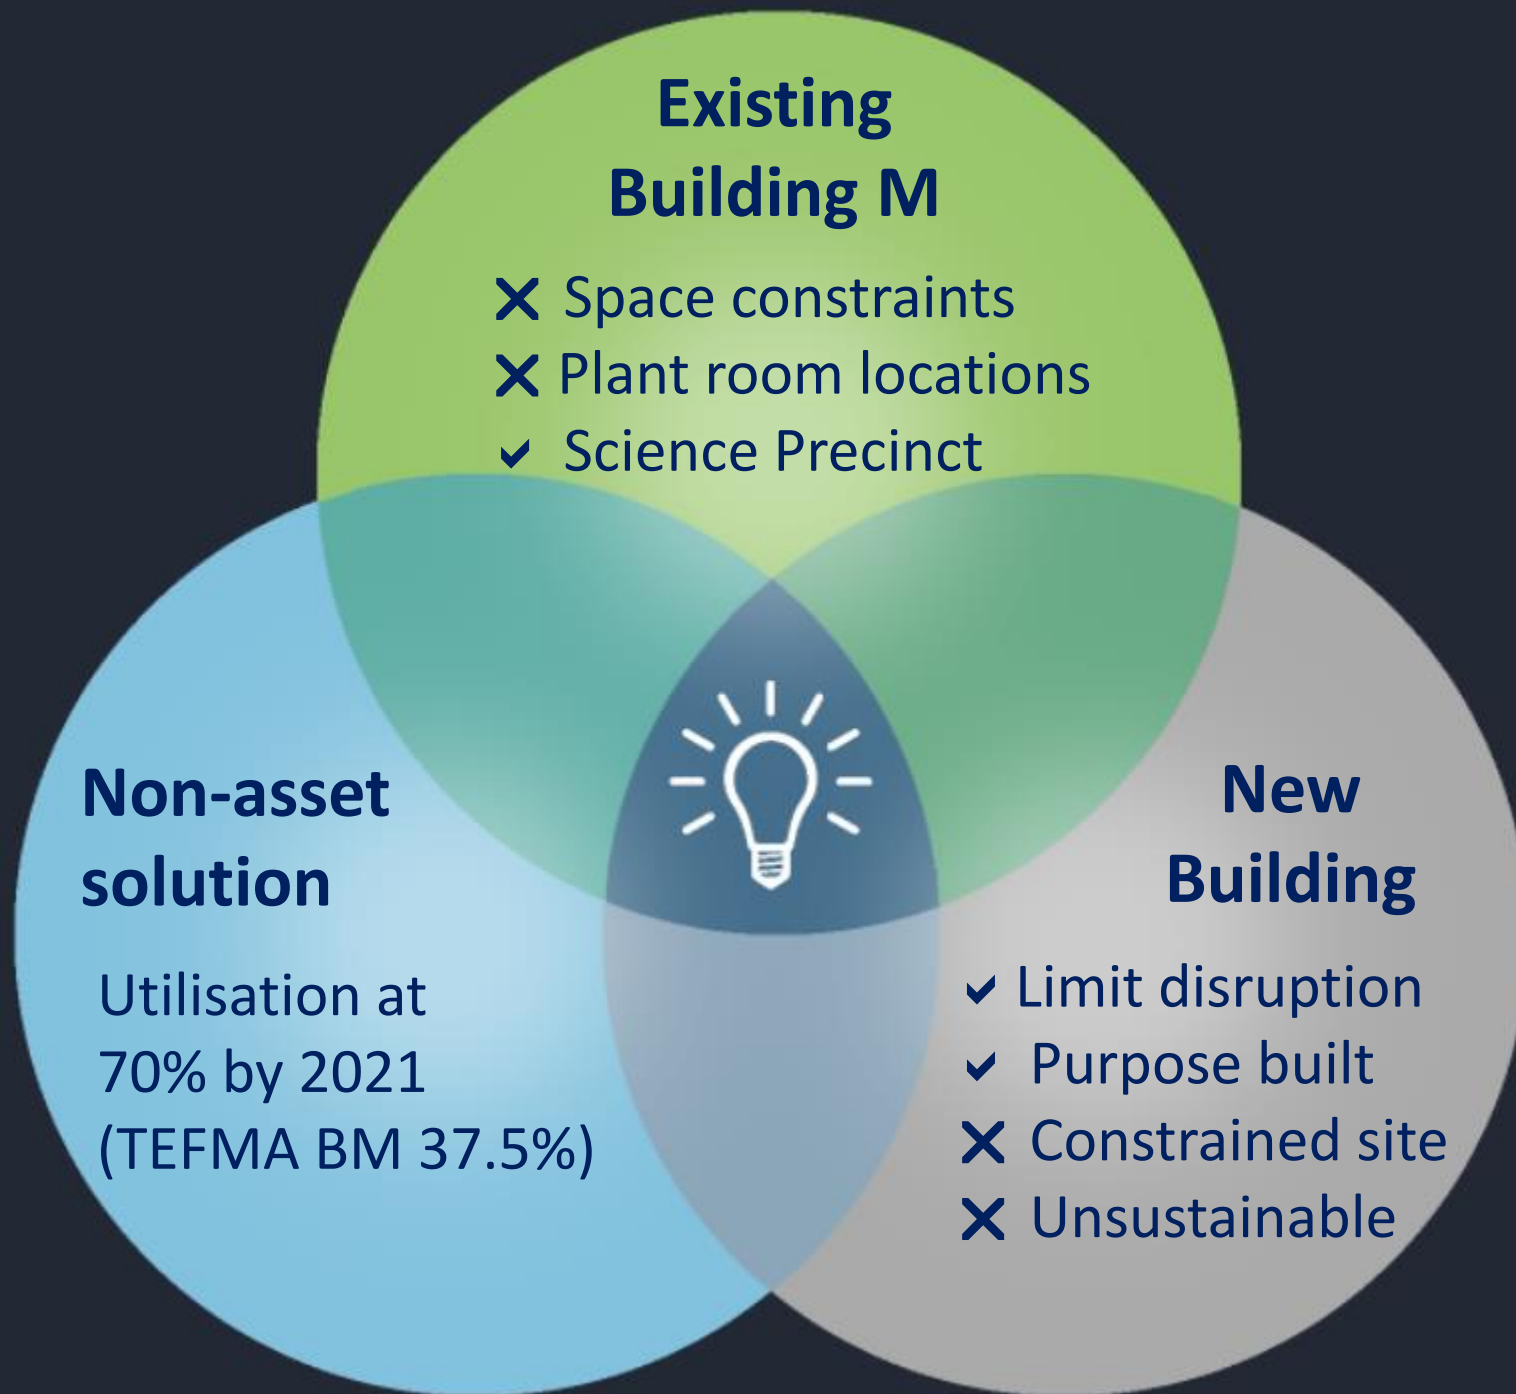 Existing
Building M
✕ Space constraints
✕ Plant room locations
✓ Science Precinct
Non-asset
solution
Utilisation at
70% by 2021
(TEFMA BM 37.5%)
New
Building
✓ Limit disruption
✓ Purpose built
✕ Constrained site
✕ Unsustainable